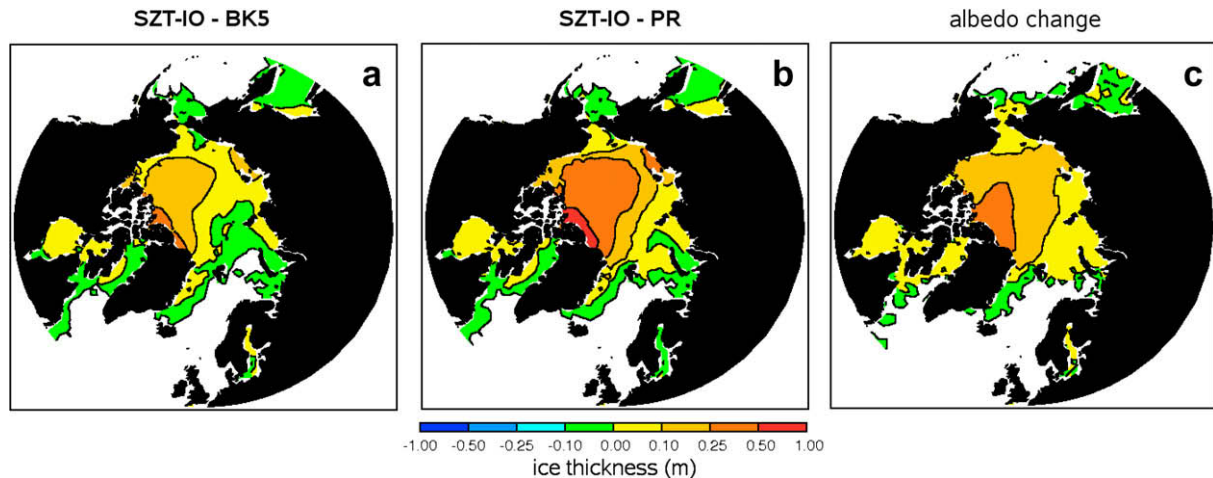 SZT-IO - BK5
SZT-IO - PR
albedo change
a
b
c
-1.00 -0.50 -0.25 -0.10 0.00 0.10 0.25 0.50 1.00
ice thickness (m)